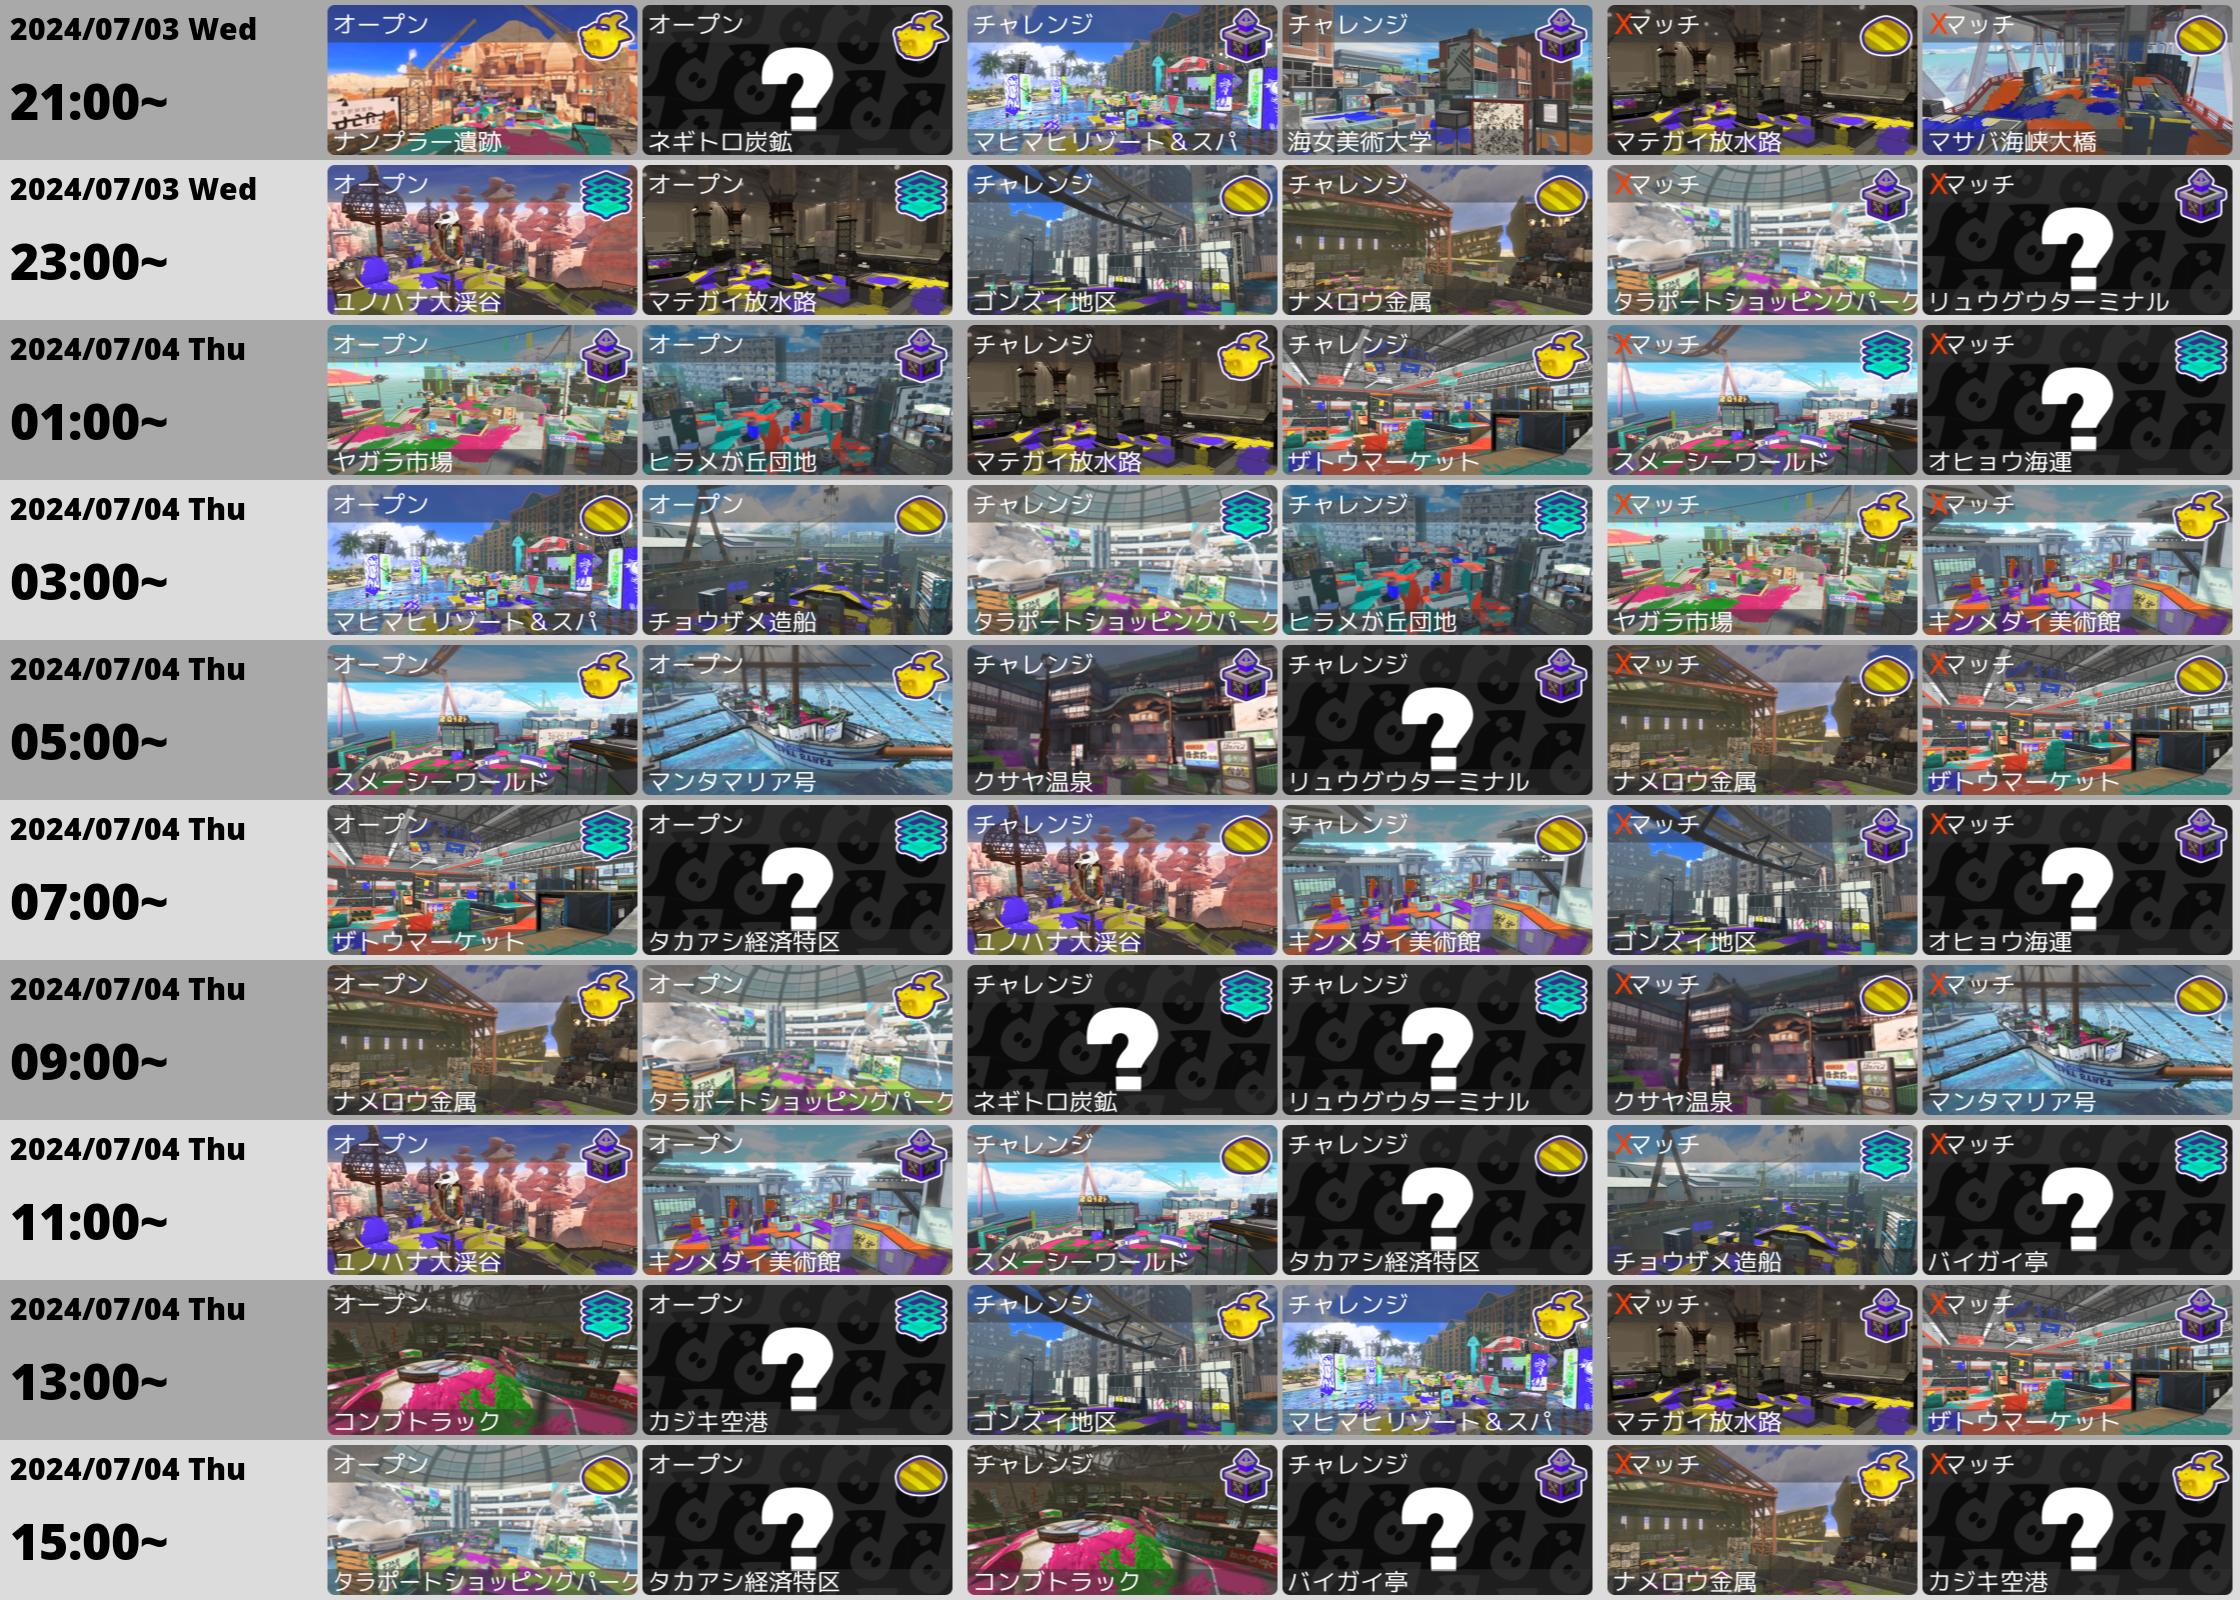 2024/07/03 Wed
21:00~
オープン
ナンプラー遺跡
オープン
ネギトロ炭鉱
チャレンジ
マヒマヒリゾート＆スパ
チャレンジ
海女美術大学
Xマッチ
マテガイ放水路
Xマッチ
マサバ海峡大橋
2024/07/03 Wed
23:00~
オープン
ユノハナ大渓谷
オープン
マテガイ放水路
チャレンジ
ゴンズイ地区
チャレンジ
ナメロウ金属
Xマッチ
タラポートショッピングパーク
Xマッチ
リュウグウターミナル
2024/07/04 Thu
01:00~
オープン
ヤガラ市場
オープン
ヒラメが丘団地
チャレンジ
マテガイ放水路
チャレンジ
ザトウマーケット
Xマッチ
スメーシーワールド
Xマッチ
オヒョウ海運
2024/07/04 Thu
03:00~
オープン
マヒマヒリゾート＆スパ
オープン
チョウザメ造船
チャレンジ
タラポートショッピングパーク
チャレンジ
ヒラメが丘団地
Xマッチ
ヤガラ市場
Xマッチ
キンメダイ美術館
2024/07/04 Thu
05:00~
オープン
スメーシーワールド
オープン
マンタマリア号
チャレンジ
クサヤ温泉
チャレンジ
リュウグウターミナル
Xマッチ
ナメロウ金属
Xマッチ
ザトウマーケット
2024/07/04 Thu
07:00~
オープン
ザトウマーケット
オープン
タカアシ経済特区
チャレンジ
ユノハナ大渓谷
チャレンジ
キンメダイ美術館
Xマッチ
ゴンズイ地区
Xマッチ
オヒョウ海運
2024/07/04 Thu
09:00~
オープン
ナメロウ金属
オープン
タラポートショッピングパーク
チャレンジ
ネギトロ炭鉱
チャレンジ
リュウグウターミナル
Xマッチ
クサヤ温泉
Xマッチ
マンタマリア号
2024/07/04 Thu
11:00~
オープン
ユノハナ大渓谷
オープン
キンメダイ美術館
チャレンジ
スメーシーワールド
チャレンジ
タカアシ経済特区
Xマッチ
チョウザメ造船
Xマッチ
バイガイ亭
2024/07/04 Thu
13:00~
オープン
コンブトラック
オープン
カジキ空港
チャレンジ
ゴンズイ地区
チャレンジ
マヒマヒリゾート＆スパ
Xマッチ
マテガイ放水路
Xマッチ
ザトウマーケット
2024/07/04 Thu
15:00~
オープン
タラポートショッピングパーク
オープン
タカアシ経済特区
チャレンジ
コンブトラック
チャレンジ
バイガイ亭
Xマッチ
ナメロウ金属
Xマッチ
カジキ空港